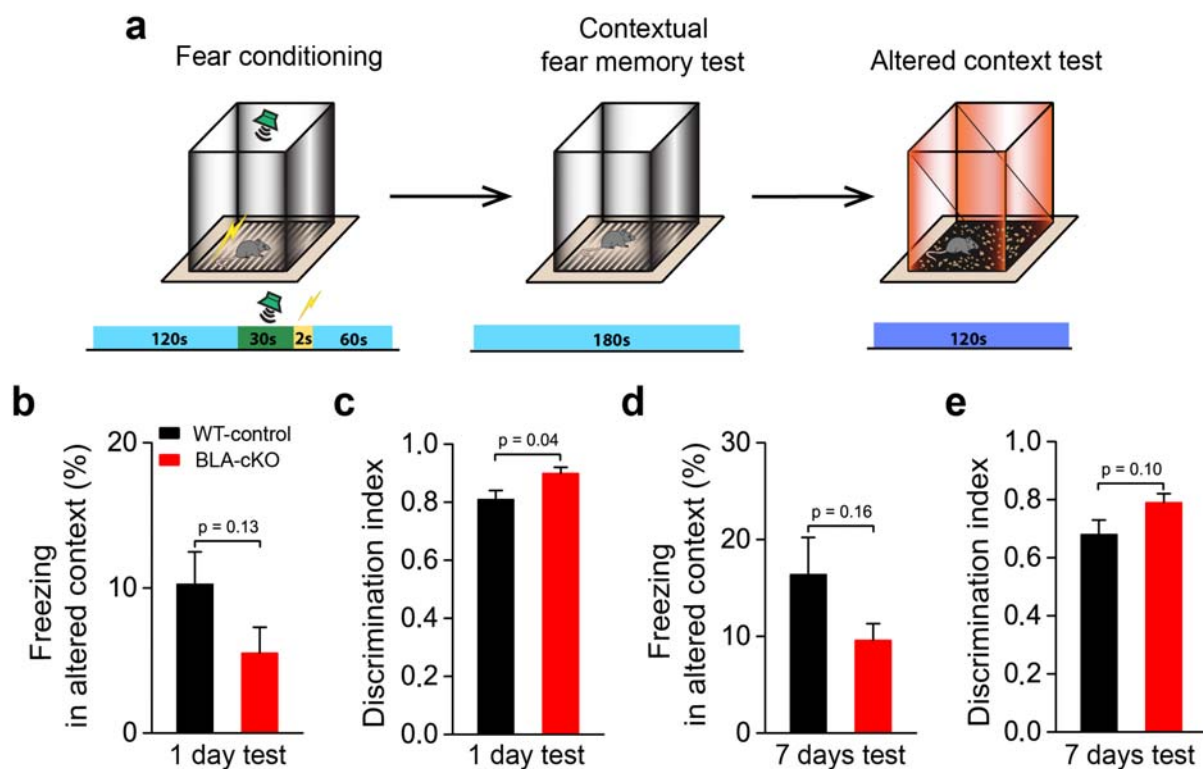 a
Fear conditioning
Contextual
fear memory test
Altered context test
120s 30s 2s 60s
180s
120s
b
Freezing
in altered context (%)
20
10
0
WT-control
BLA-cKO
p = 0.13
1 day test
c
Discrimination index
1.0
0.8
0.6
0.4
0.2
0.0
p = 0.04
1 day test
d
Freezing
in altered context (%)
30
20
10
0
p = 0.16
7 days test
e
Discrimination index
1.0
0.8
0.6
0.4
0.2
0.0
p = 0.10
7 days test